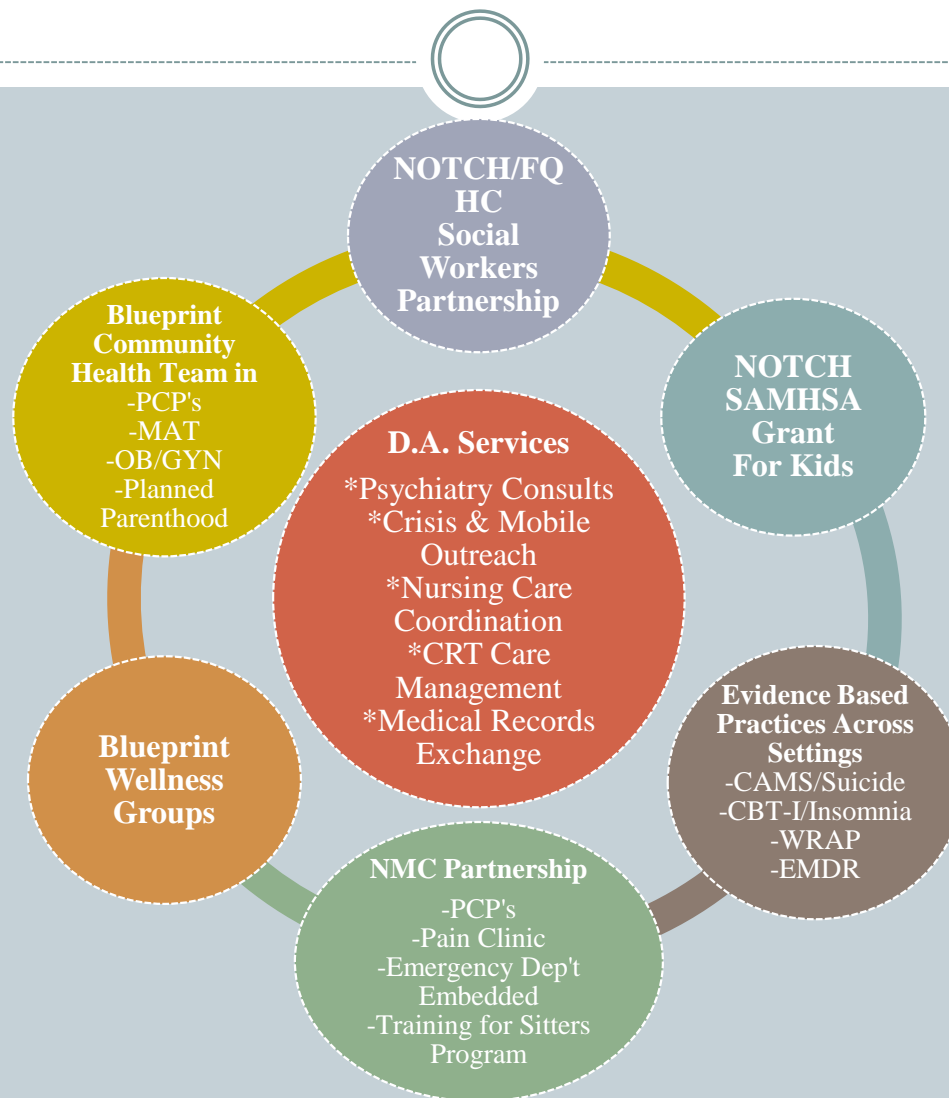 NOTCH/FQ
HC
Social
Workers
Partnership
NOTCH
SAMHSA
Grant
For Kids
Evidence Based
Practices Across
Settings
-CAMS/Suicide
-CBT-I/Insomnia
-WRAP
-EMDR
NMC Partnership
-PCP's
-Pain Clinic
-Emergency Dep't
Embedded
-Training for Sitters
Program
Blueprint
Wellness
Groups
Blueprint
Community
Health Team in
-PCP's
-MAT
-OB/GYN
-Planned
Parenthood
D.A. Services
*Psychiatry Consults
*Crisis & Mobile
Outreach
*Nursing Care
Coordination
*CRT Care
Management
*Medical Records
Exchange